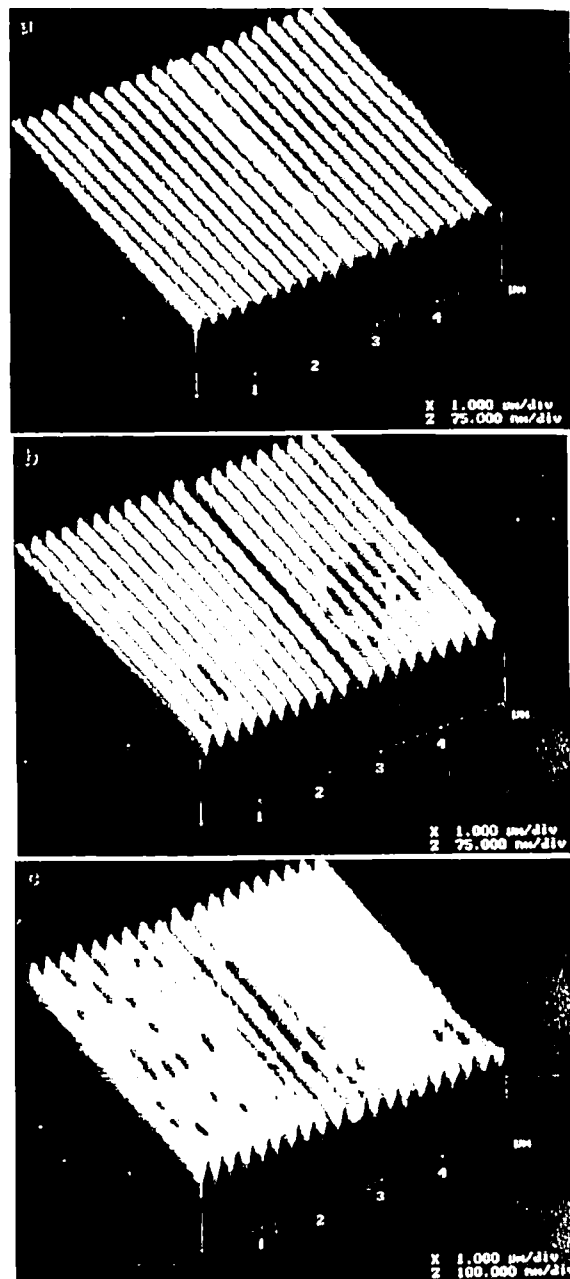 a
4
μm
3
2
1
X 1.000 μm/div
Z 75.000 nm/div
b
μm
4
3
2
1
X 1.000 μm/div
Z 75.000 nm/div
c
μm
4
3
2
1
X 1.000 μm/div
Z 100.000 nm/div